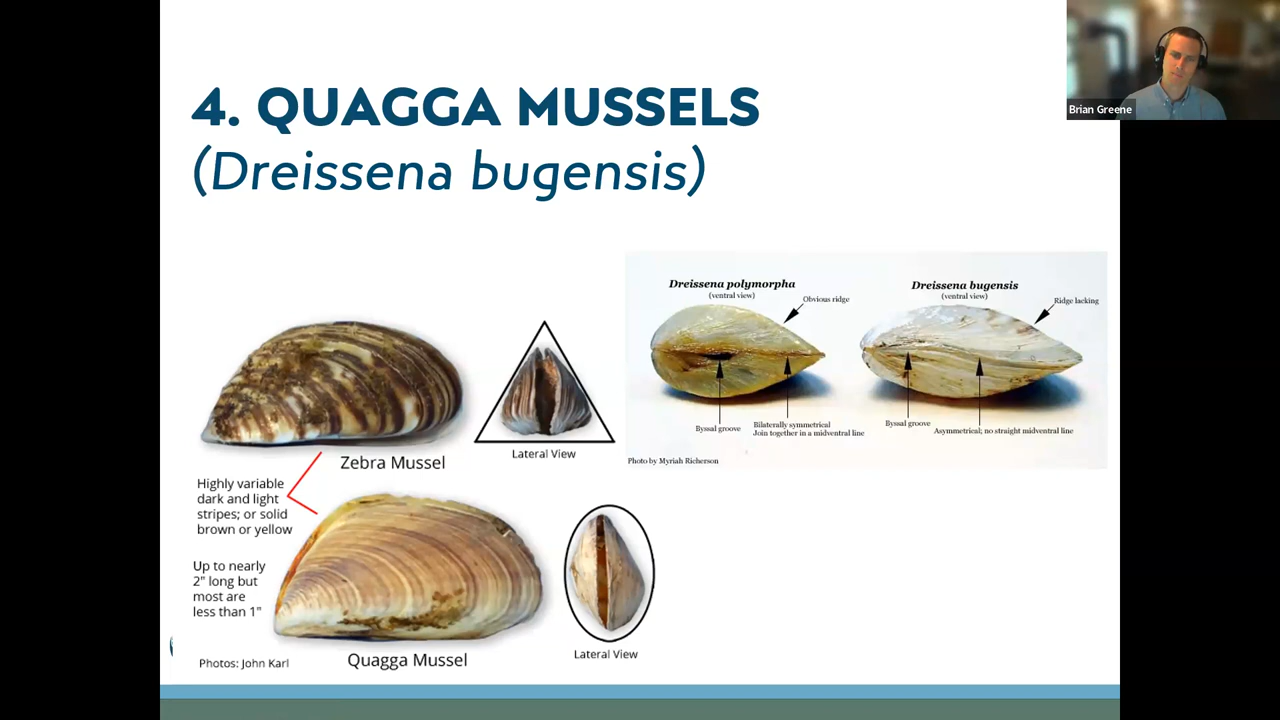 4. QUAGGA MUSSELS
(Dreissena bugensis)
Brian Greene
Zebra Mussel
Lateral View
Highly variable
dark and light
stripes; or solid
brown or yellow
Up to nearly
2" long but
most are
less than 1"
Photos: John Karl
Quagga Mussel
Lateral View
Dreissena polymorpha
(ventral view)
Obvious ridge
Byssal groove
Bilaterally symmetrical
Join together in a midventral line
Dreissena bugensis
(ventral view)
Ridge lacking
Byssal groove
Asymmetrical; no straight midventral line
Photo by Myriah Richerson